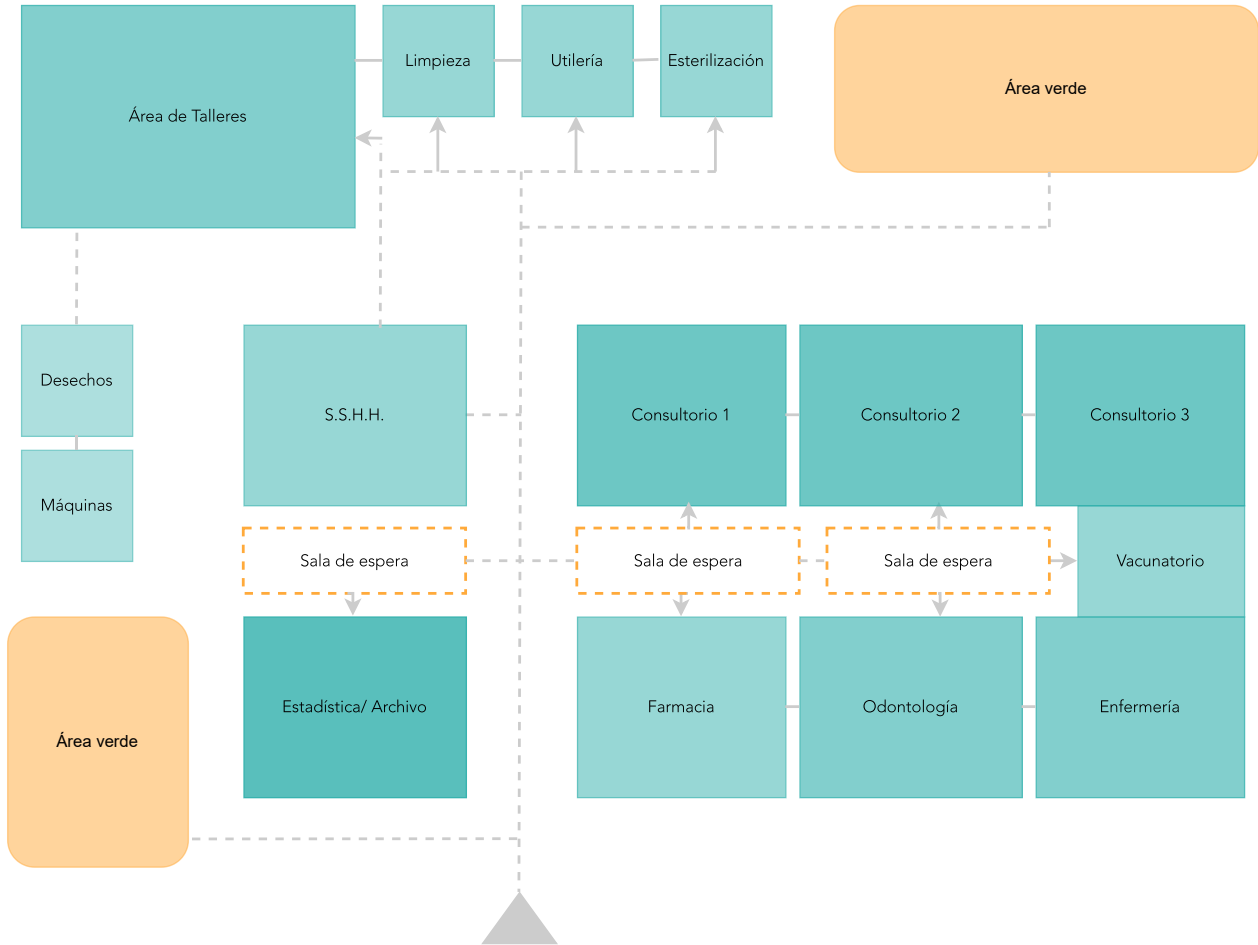 Área de Talleres
Limpieza
Utilería
Esterilización
Área verde
Desechos
Máquinas
S.S.H.H.
Consultorio 1
Consultorio 2
Consultorio 3
Sala de espera
Sala de espera
Sala de espera
Vacunatorio
Área verde
Estadística/ Archivo
Farmacia
Odontología
Enfermería